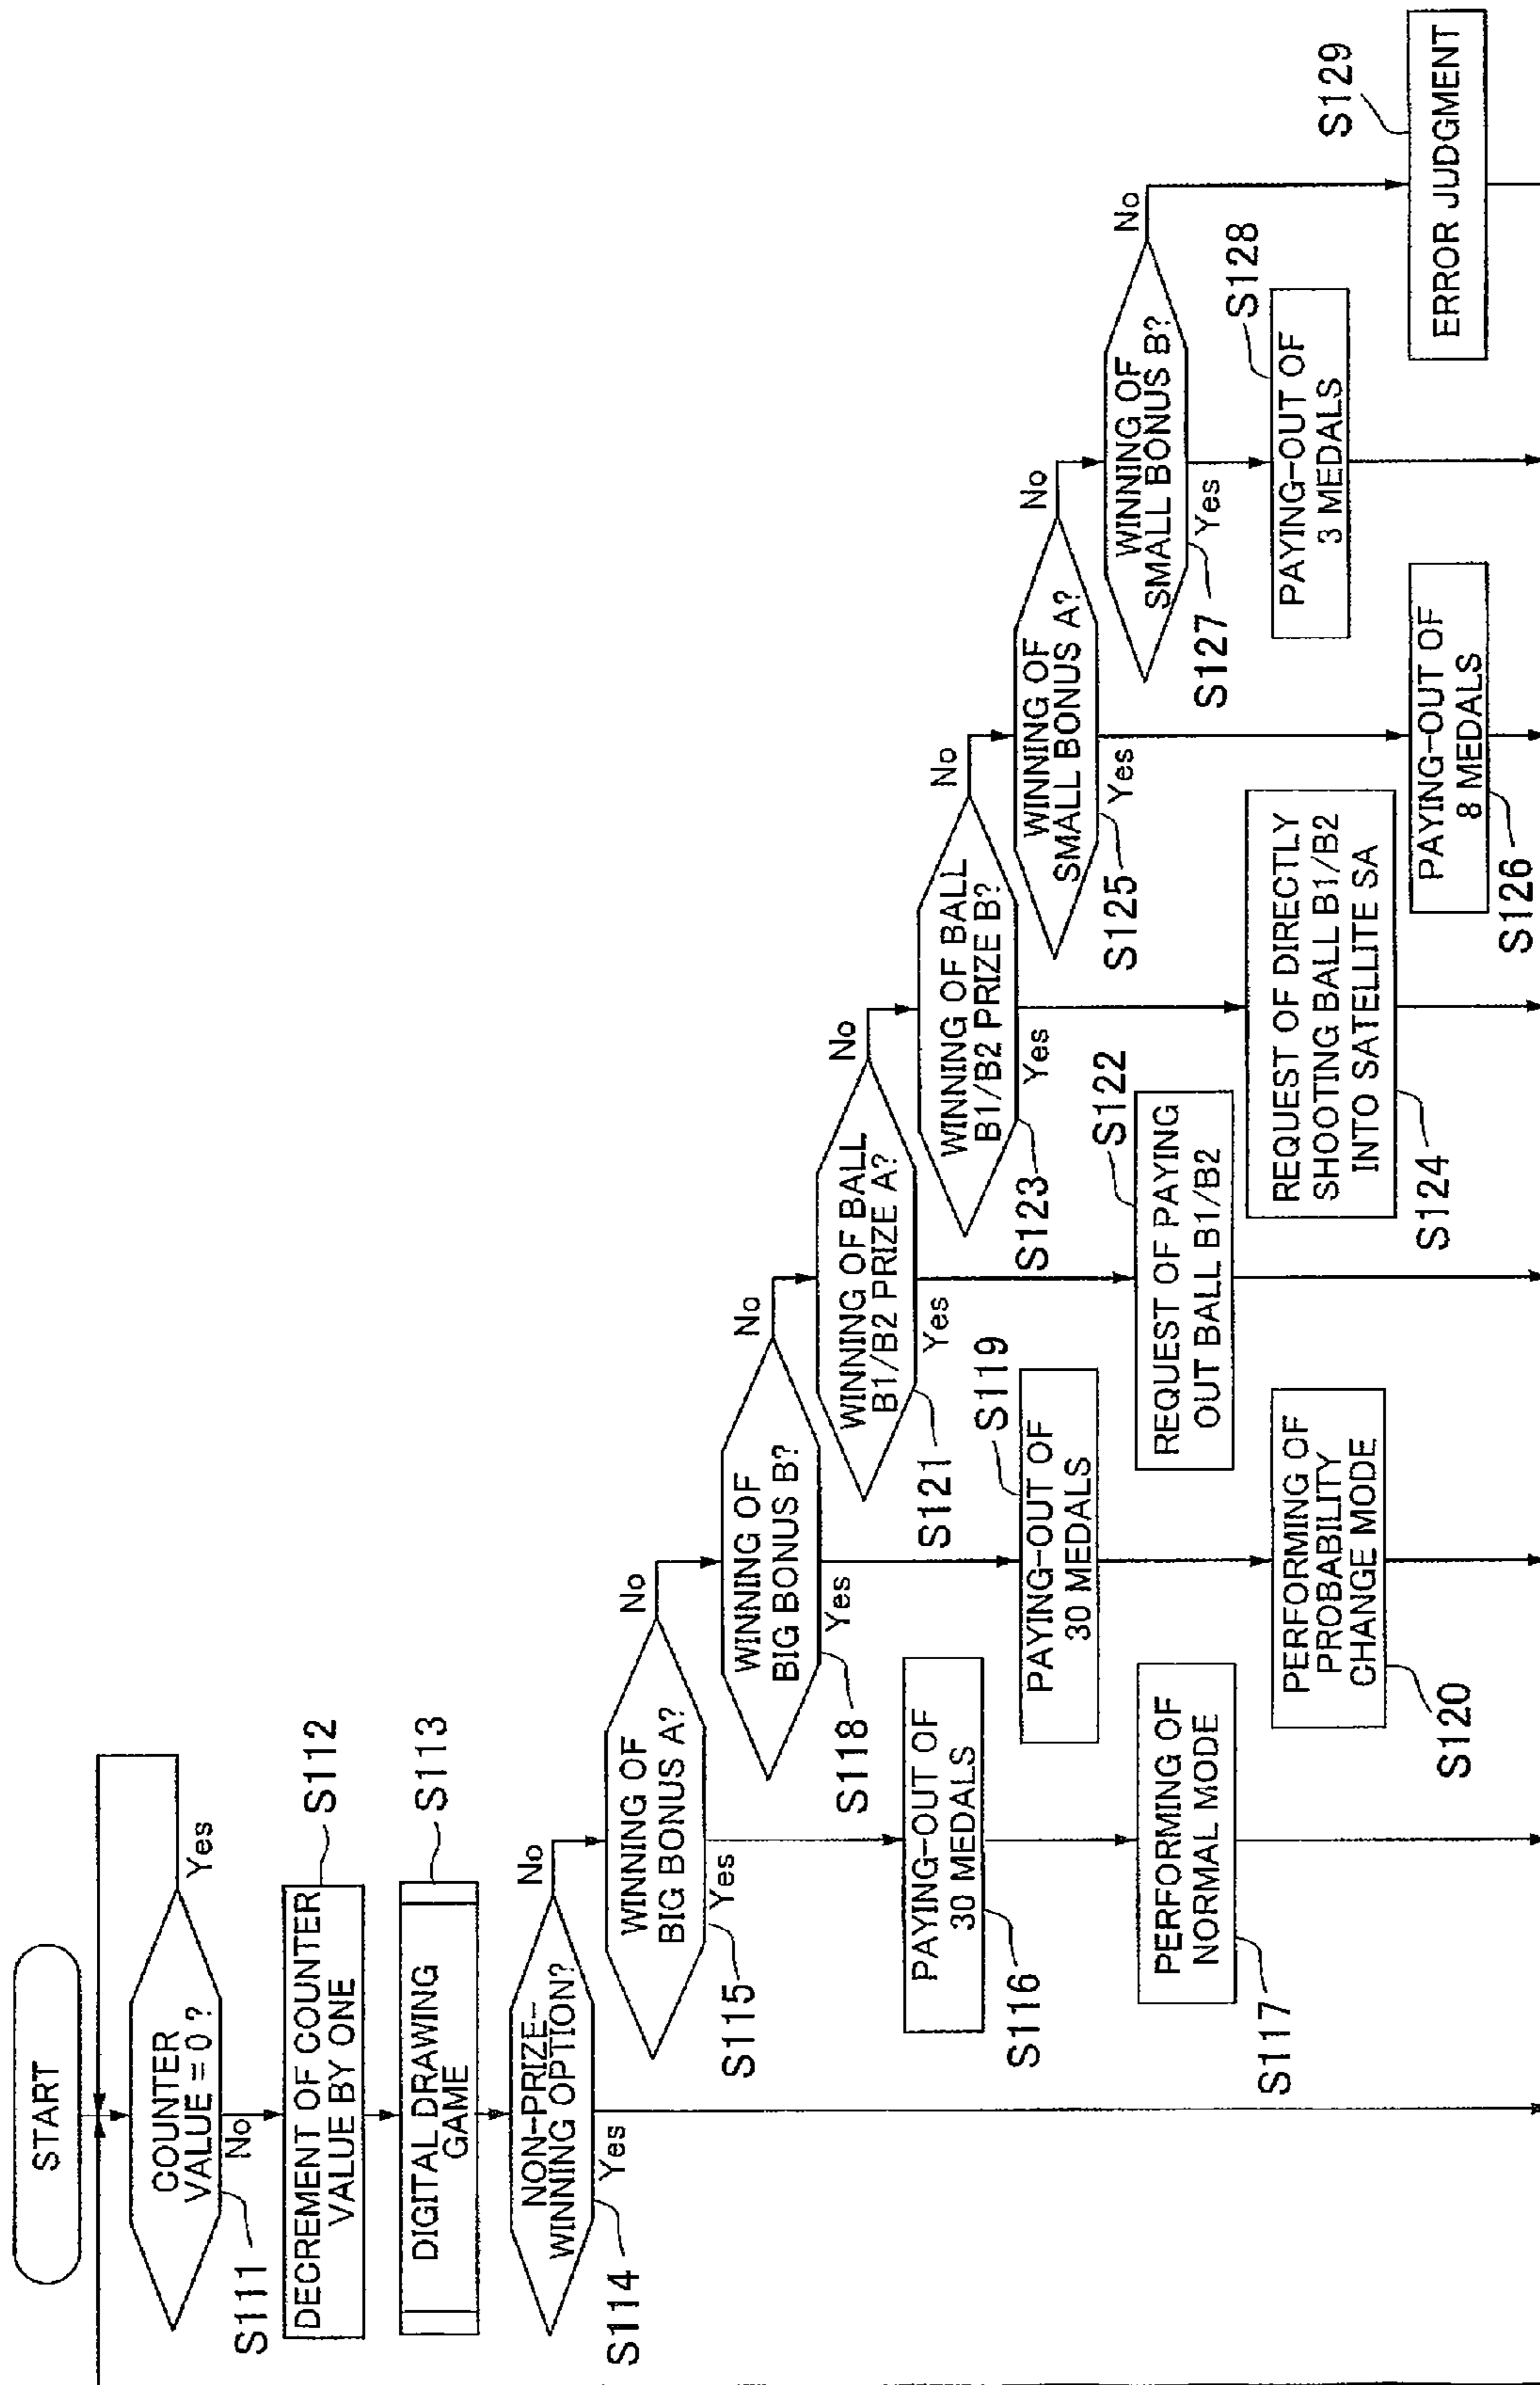 START
COUNTER
VALUE = 0 ?
Yes
No
S111
DECREMENT OF COUNTER
VALUE BY ONE
S112
DIGITAL DRAWING
GAME
S113
NON-PRIZE-
WINNING OPTION?
No
Yes
S114
WINNING OF
BIG BONUS A?
No
Yes
S115
PAYING-OUT OF
30 MEDALS
S116
PERFORMING OF
NORMAL MODE
S117
WINNING OF
BIG BONUS B?
No
Yes
S118
PAYING-OUT OF
30 MEDALS
S119
PERFORMING OF
PROBABILITY
CHANGE MODE
S120
WINNING OF BALL
B1/B2 PRIZE A?
No
Yes
S121
REQUEST OF PAYING
OUT BALL B1/B2
S122
WINNING OF BALL
B1/B2 PRIZE B?
No
Yes
S123
REQUEST OF DIRECTLY
SHOOTING BALL B1/B2
INTO SATELLITE SA
S124
WINNING OF
SMALL BONUS A?
No
Yes
S125
PAYING-OUT OF
8 MEDALS
S126
WINNING OF
SMALL BONUS B?
No
Yes
S127
PAYING-OUT OF
3 MEDALS
S128
ERROR JUDGMENT
S129